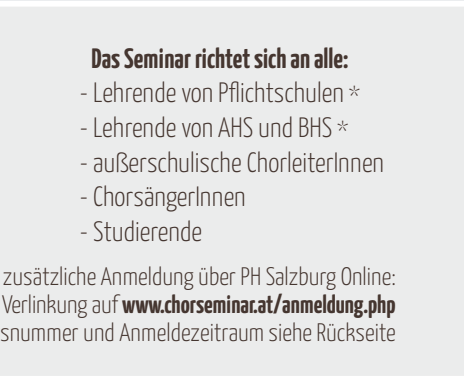 Das Seminar richtet sich an alle:
- Lehrende von Pflichtschulen *
- Lehrende von AHS und BHS *
- außerschulische ChorleiterInnen
- ChorsängerInnen
- Studierende
zusätzliche Anmeldung über PH Salzburg Online:
Verlinkung auf www.chorseminar.at/anmeldung.php
und Anmeldezeitraum siehe Rückseite